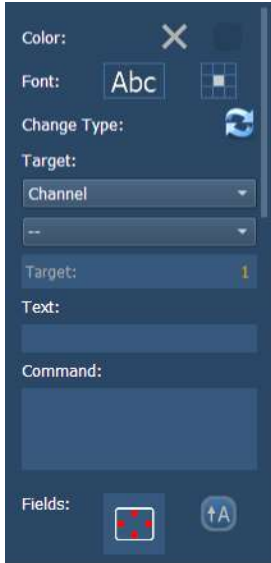 Color:
Font: Abc
Change Type:
Target:
Channel
--
Target: 1
Text:
Command:
Fields: ↑A